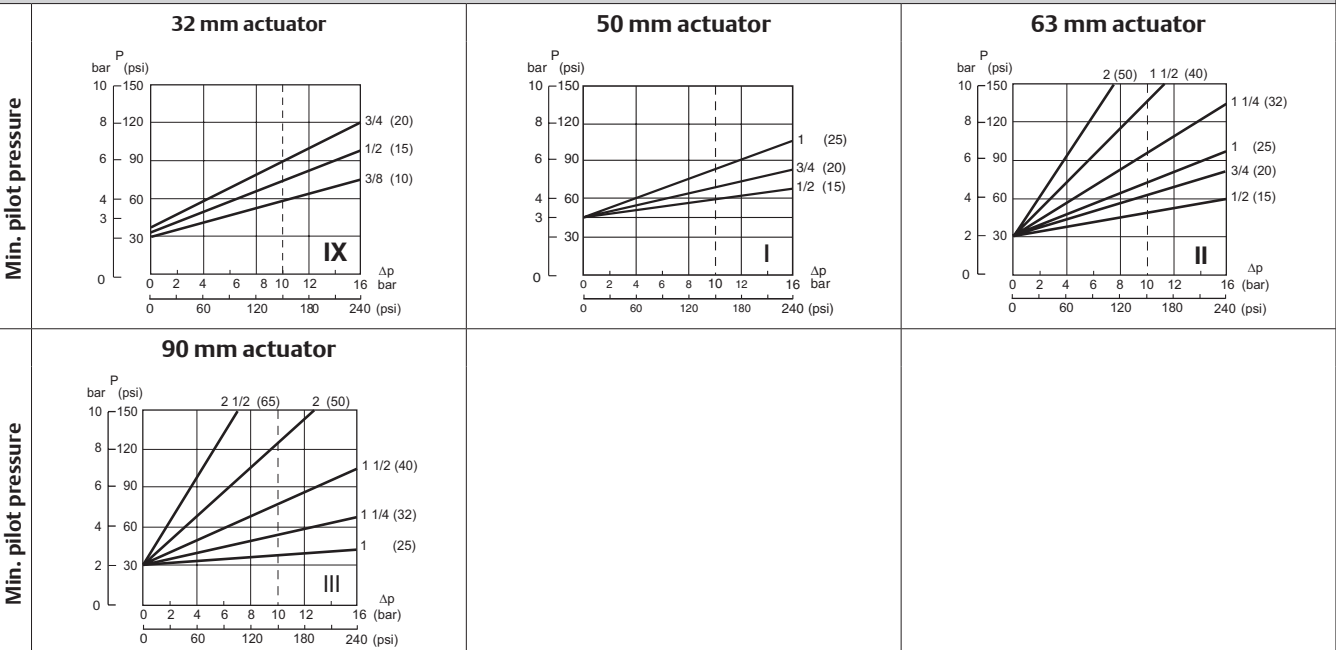 32 mm actuator
50 mm actuator
63 mm actuator
Min. pilot pressure
P
bar (psi)
10 150
8 120
6 90
4 60
3
30
0
3/4 (20)
1/2 (15)
3/8 (10)
IX
Δp
0 2 4 6 8 10 12 16 bar
0 60 120 180 240 (psi)
P
bar (psi)
10 150
8 120
6 90
4 60
3
30
0
1 (25)
3/4 (20)
1/2 (15)
I
Δp
0 2 4 6 8 10 12 16 bar
0 60 120 180 240 (psi)
P
bar (psi)
2 (50) 1 1/2 (40)
10 150
8 120
6 90
4 60
2 30
0
1 1/4 (32)
1 (25)
3/4 (20)
1/2 (15)
II
Δp
0 2 4 6 8 10 12 16 (bar)
0 60 120 180 240 (psi)
90 mm actuator
Min. pilot pressure
P
bar (psi)
2 1/2 (65) 2 (50)
10 150
8 120
6 90
4 60
2 30
0
1 1/2 (40)
1 1/4 (32)
1 (25)
III
Δp
0 2 4 6 8 10 12 16 (bar)
0 60 120 180 240 (psi)